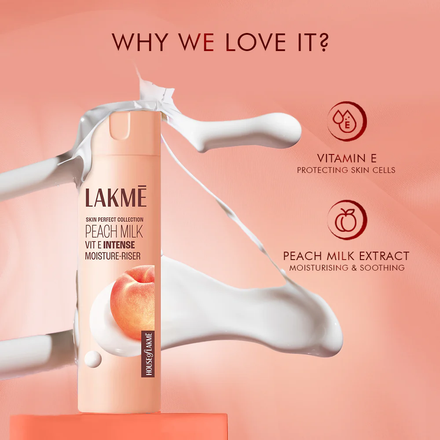 WHY WE LOVE IT?
LAKMĒ
SKIN PERFECT COLLECTION
PEACH MILK
VIT E INTENSE
MOISTURE-RISER
HOUSE of LAKMĒ
E
VITAMIN E
PROTECTING SKIN CELLS
PEACH MILK EXTRACT
MOISTURISING & SOOTHING